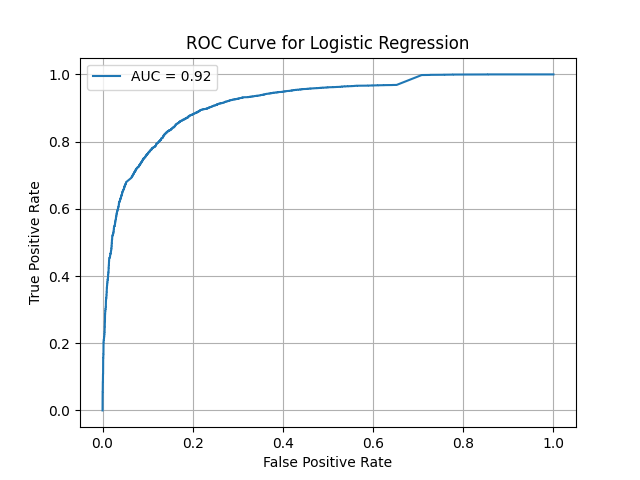 ROC Curve for Logistic Regression
AUC = 0.92
True Positive Rate
1.0
0.8
0.6
0.4
0.2
0.0
0.0 0.2 0.4 0.6 0.8 1.0
False Positive Rate